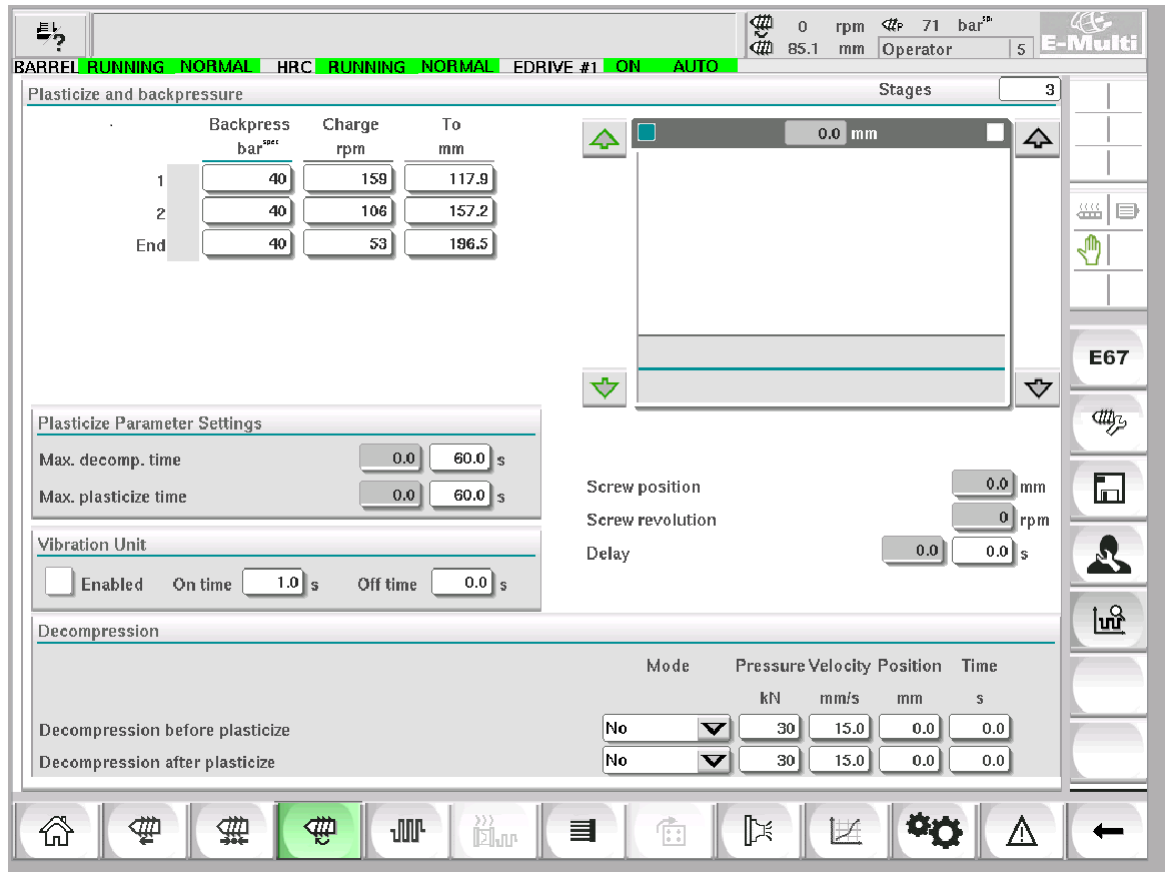 0 rpm P 71 bar
85.1 mm Operator 5
E-Multi
BARREL RUNNING NORMAL HRC RUNNING NORMAL EDRIVE #1 ON AUTO
Plasticize and backpressure Stages 3
Backpress Charge To
bar spec rpm mm
0.0 mm
1 40 159 117.9
2 40 106 157.2
End 40 53 196.5
E67
Plasticize Parameter Settings
Max. decomp. time 0.0 60.0 s
Max. plasticize time 0.0 60.0 s
Screw position 0.0 mm
Screw revolution 0 rpm
Delay 0.0 0.0 s
Vibration Unit
Enabled On time 1.0 s Off time 0.0 s
Decompression
Mode Pressure Velocity Position Time
kN mm/s mm s
Decompression before plasticize No 30 15.0 0.0 0.0
Decompression after plasticize No 30 15.0 0.0 0.0